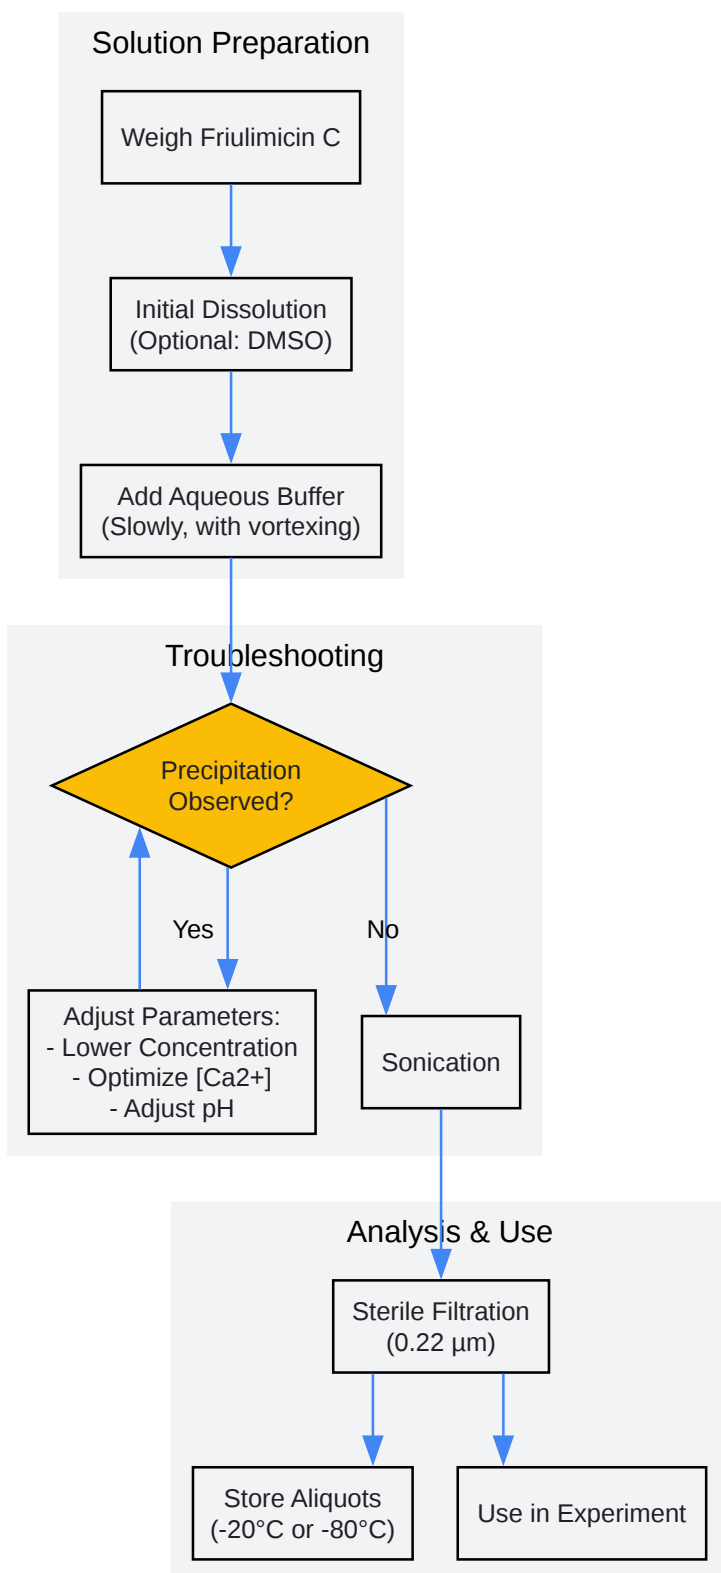 Solution Preparation
Weigh Friulimicin C
Initial Dissolution
(Optional: DMSO)
Add Aqueous Buffer
(Slowly, with vortexing)
Troubleshooting
Precipitation
Observed?
Yes
No
Adjust Parameters:
- Lower Concentration
- Optimize [Ca2+]
- Adjust pH
Sonication
Analysis & Use
Sterile Filtration
(0.22 µm)
Store Aliquots
(-20°C or -80°C)
Use in Experiment